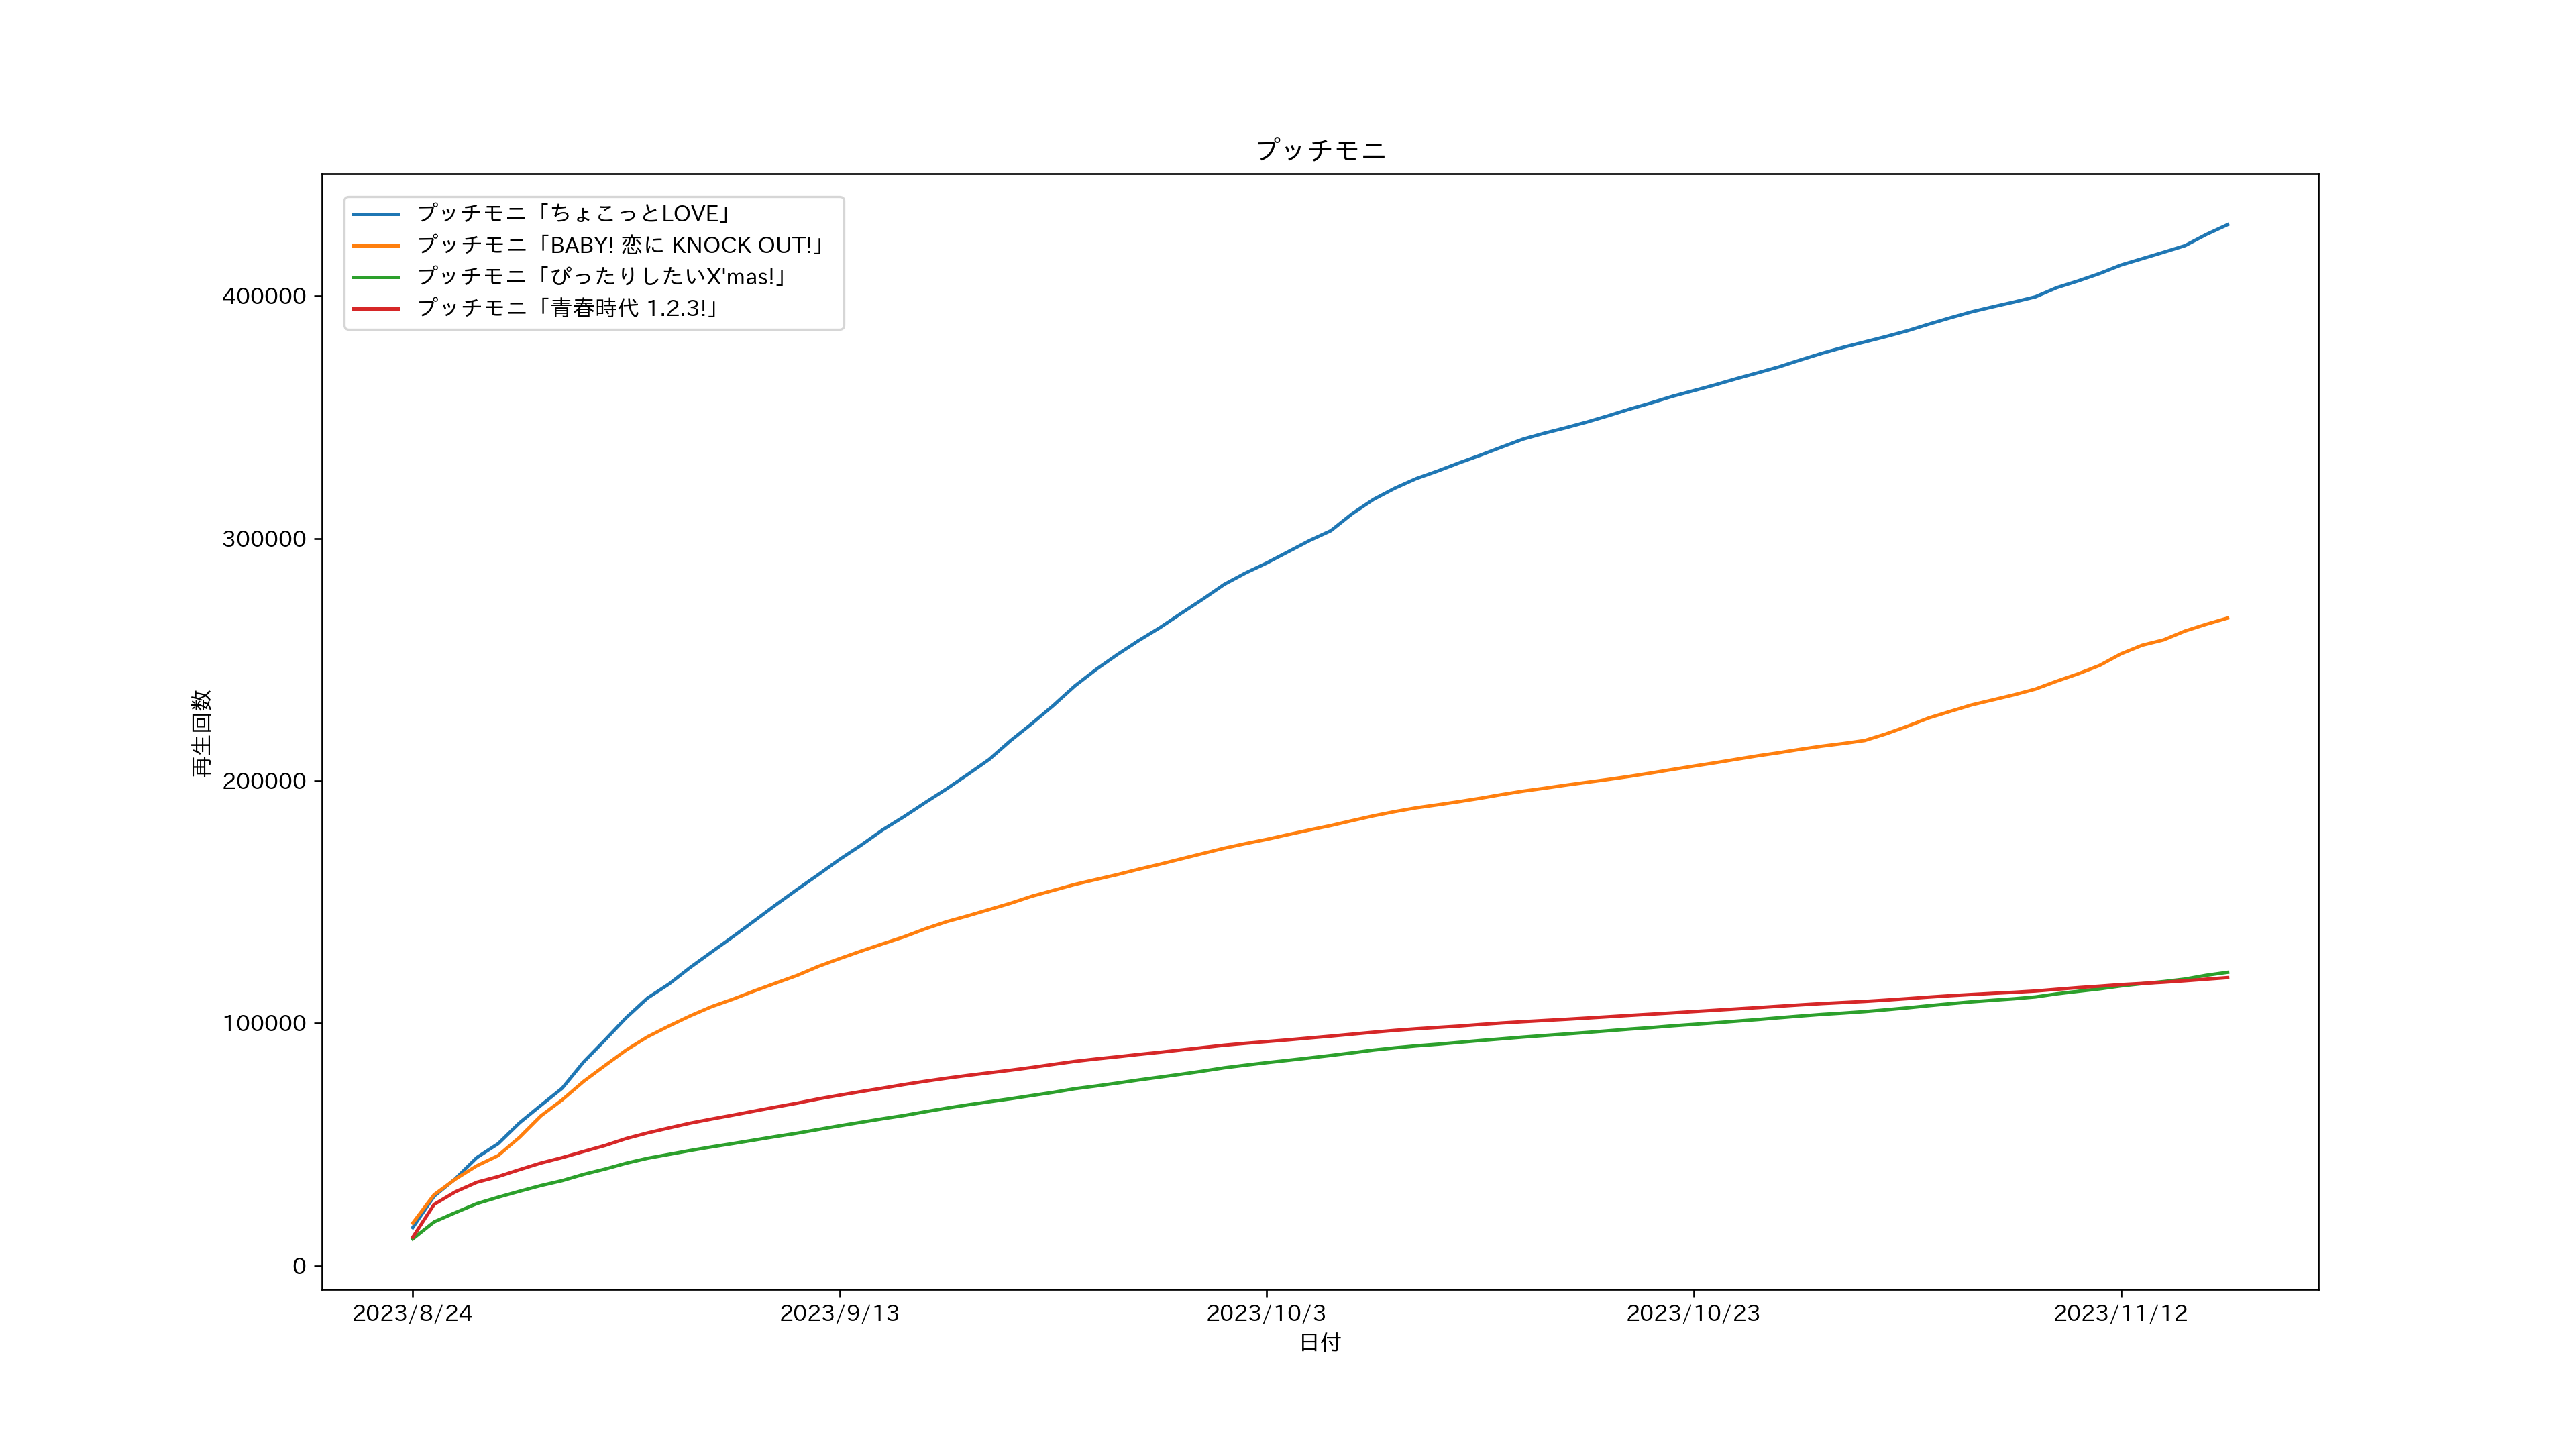 プッチモニ
プッチモニ「ちょこっとLOVE」
プッチモニ「BABY! 恋に KNOCK OUT!」
プッチモニ「ぴったりしたいX'mas!」
プッチモニ「青春時代 1.2.3!」
再生回数
400000
300000
200000
100000
0
2023/8/24 2023/9/13 2023/10/3 2023/10/23 2023/11/12
日付